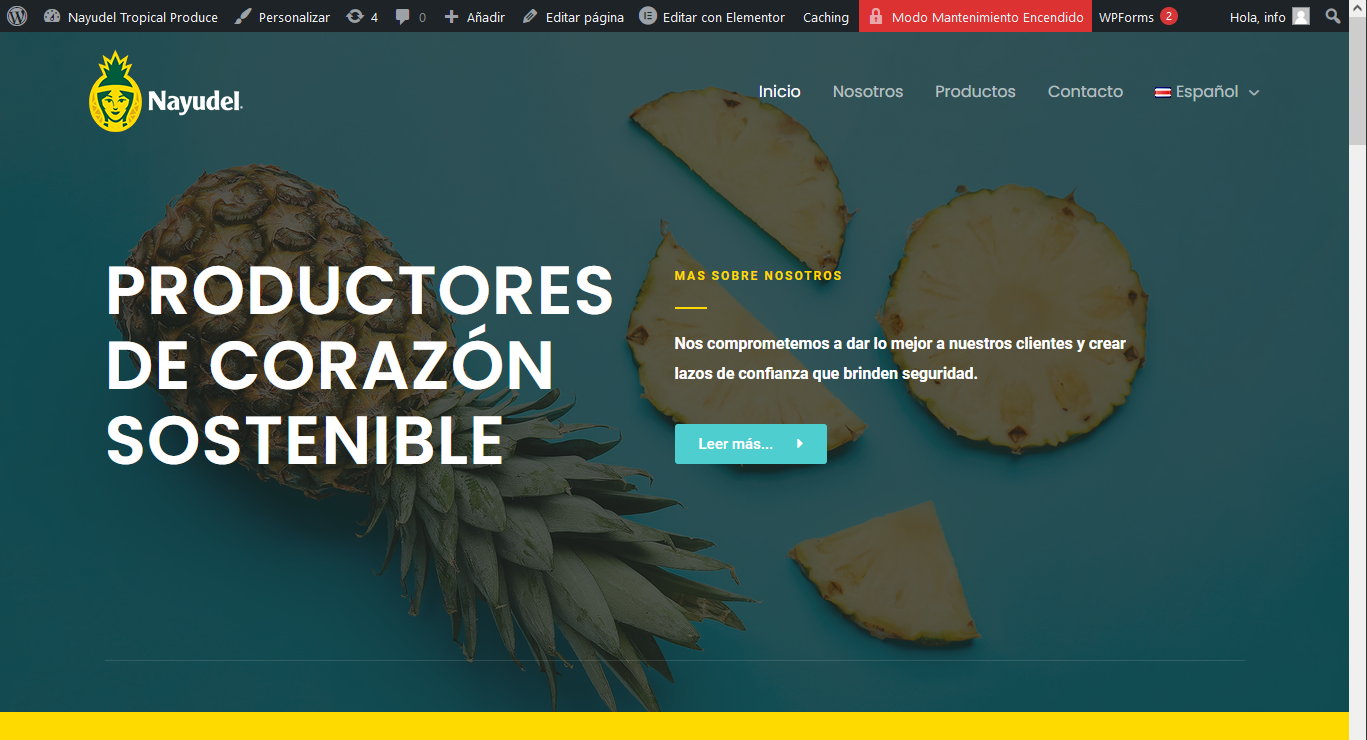 Nayudel Tropical Produce Personalizar 4 0 Añadir Editar página Editar con Elementor Caching Modo Mantenimiento Encendido WPForms 2 Hola, info
Nayudel
Inicio Nosotros Productos Contacto Español
PRODUCTORES
DE CORAZÓN
SOSTENIBLE
MAS SOBRE NOSOTROS
Nos comprometemos a dar lo mejor a nuestros clientes y crear
lazos de confianza que brinden seguridad.
Leer más...